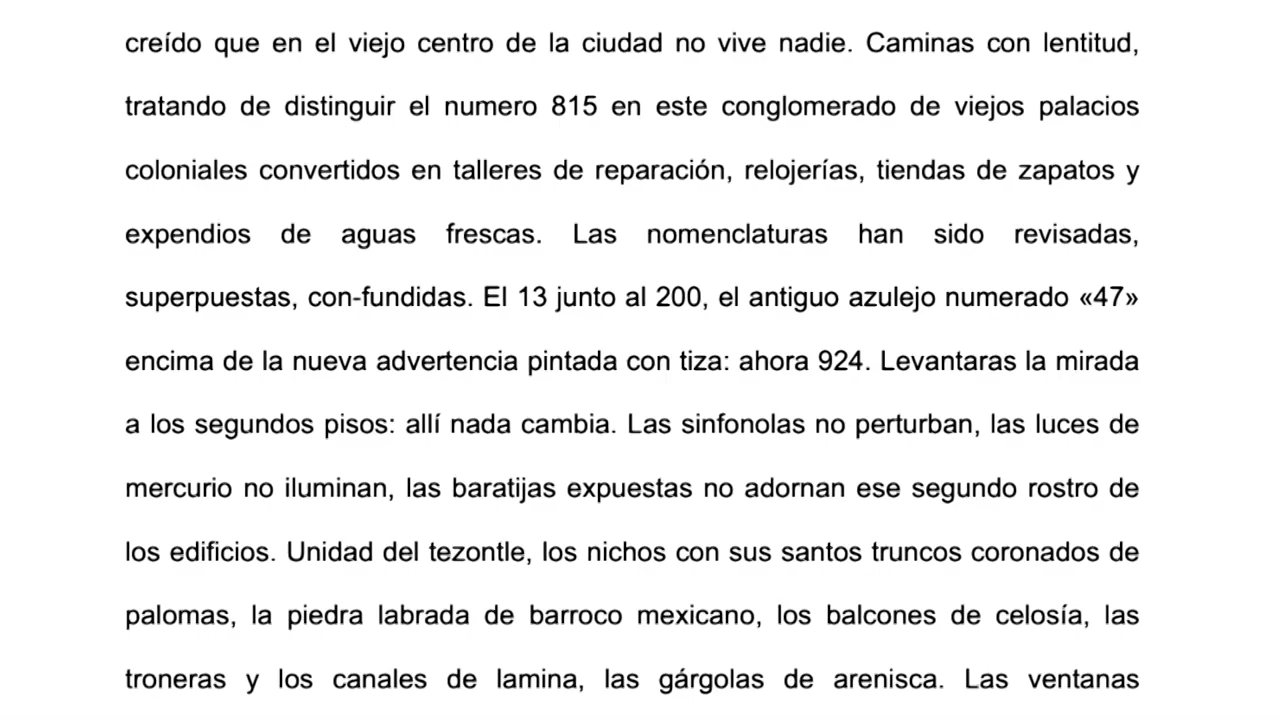 creído que en el viejo centro de la ciudad no vive nadie. Caminas con lentitud,
tratando de distinguir el numero 815 en este conglomerado de viejos palacios
coloniales convertidos en talleres de reparación, relojerías, tiendas de zapatos y
expendios de aguas frescas. Las nomenclaturas han sido revisadas,
superpuestas, con-fundidas. El 13 junto al 200, el antiguo azulejo numerado «47»
encima de la nueva advertencia pintada con tiza: ahora 924. Levantaras la mirada
a los segundos pisos: allí nada cambia. Las sinfonolas no perturban, las luces de
mercurio no iluminan, las baratijas expuestas no adornan ese segundo rostro de
los edificios. Unidad del tezontle, los nichos con sus santos truncos coronados de
palomas, la piedra labrada de barroco mexicano, los balcones de celosía, las
troneras y los canales de lamina, las gárgolas de arenisca. Las ventanas